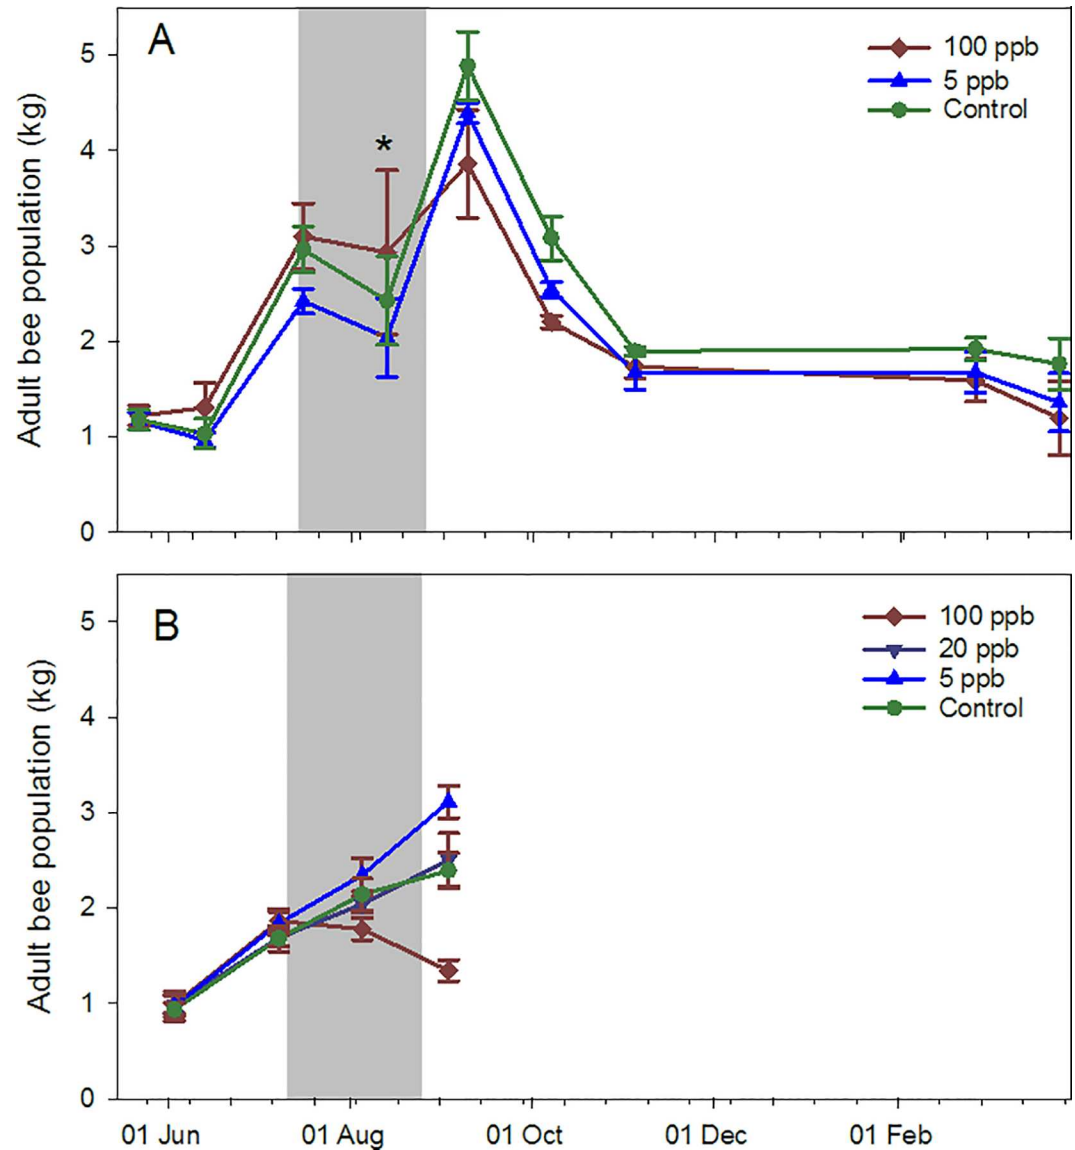 A
100 ppb
5 ppb
Control
*
Adult bee population (kg)
5
4
3
2
1
0
B
100 ppb
20 ppb
5 ppb
Control
Adult bee population (kg)
5
4
3
2
1
0
01 Jun 01 Aug 01 Oct 01 Dec 01 Feb